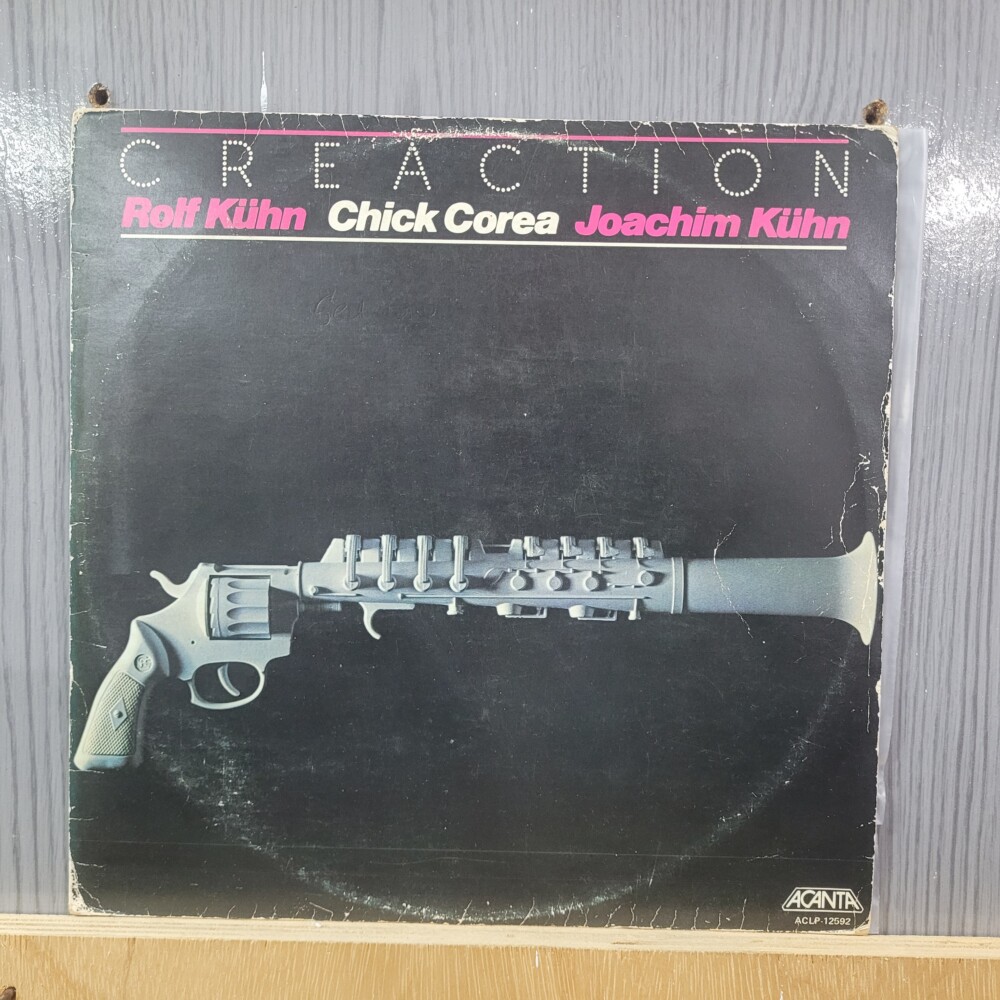 CREACTION
Rolf Kühn Chick Corea Joachim Kühn
ACANTA
ACLP-12592